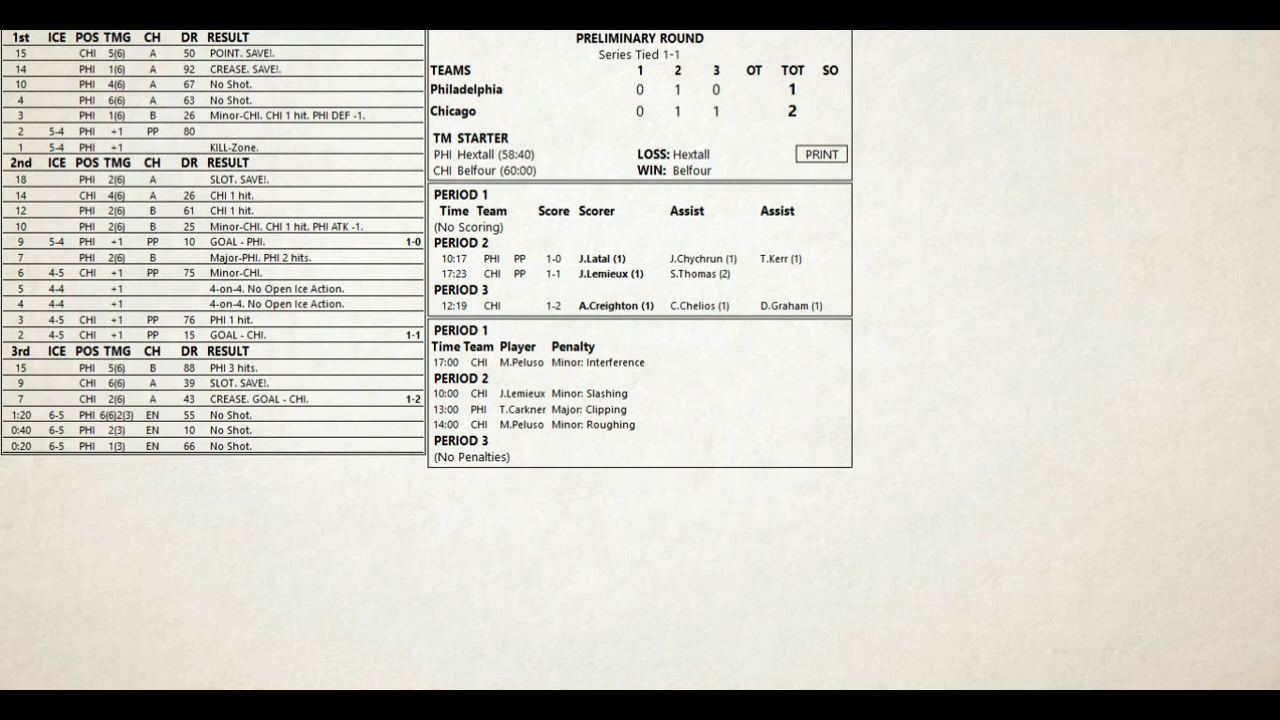 1st ICE POS TMG CH DR RESULT
15 CHI 5(6) A 50 POINT. SAVE!.
14 PHI 1(6) A 92 CREASE. SAVE!.
10 PHI 4(6) A 67 No Shot.
4 PHI 6(6) A 63 No Shot.
3 PHI 1(6) B 26 Minor-CHI. CHI 1 hit. PHI DEF -1.
2 5-4 PHI +1 PP 80
1 5-4 PHI +1 KILL-Zone.
2nd ICE POS TMG CH DR RESULT
18 PHI 2(6) A SLOT. SAVE!.
14 CHI 4(6) A 26 CHI 1 hit.
12 PHI 2(6) B 61 CHI 1 hit.
10 PHI 2(6) B 25 Minor-CHI. CHI 1 hit. PHI ATK -1.
9 5-4 PHI +1 PP 10 GOAL - PHI. 1-0
7 PHI 2(6) B Major-PHI. PHI 2 hits.
6 4-5 CHI +1 PP 75 Minor-CHI.
5 4-4 +1 4-on-4. No Open Ice Action.
4 4-4 +1 4-on-4. No Open Ice Action.
3 4-5 CHI +1 PP 76 PHI 1 hit.
2 4-5 CHI +1 PP 15 GOAL - CHI. 1-1
3rd ICE POS TMG CH DR RESULT
15 PHI 5(6) B 88 PHI 3 hits.
9 CHI 6(6) A 39 SLOT. SAVE!.
7 CHI 2(6) A 43 CREASE. GOAL - CHI. 1-2
1:20 6-5 PHI 6(6)2(3) EN 55 No Shot.
0:40 6-5 PHI 2(3) EN 10 No Shot.
0:20 6-5 PHI 1(3) EN 66 No Shot.
PRELIMINARY ROUND
Series Tied 1-1
TEAMS 1 2 3 OT TOT SO
Philadelphia 0 1 0 1
Chicago 0 1 1 2
TM STARTER
PHI Hextall (58:40) LOSS: Hextall PRINT
CHI Belfour (60:00) WIN: Belfour
PERIOD 1
Time Team Score Scorer Assist Assist
(No Scoring)
PERIOD 2
10:17 PHI PP 1-0 J.Latal (1) J.Chychrun (1) T.Kerr (1)
17:23 CHI PP 1-1 J.Lemieux (1) S.Thomas (2)
PERIOD 3
12:19 CHI 1-2 A.Creighton (1) C.Chelios (1) D.Graham (1)
PERIOD 1
Time Team Player Penalty
17:00 CHI M.Peluso Minor: Interference
PERIOD 2
10:00 CHI J.Lemieux Minor: Slashing
13:00 PHI T.Carkner Major: Clipping
14:00 CHI M.Peluso Minor: Roughing
PERIOD 3
(No Penalties)